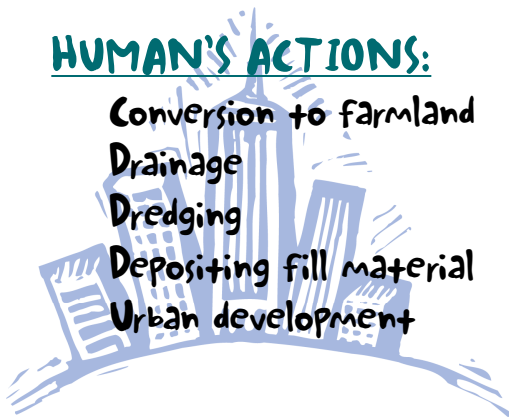 HUMAN'S ACTIONS:
Conversion to farmland
Drainage
Dredging
Depositing fill material
Urban development